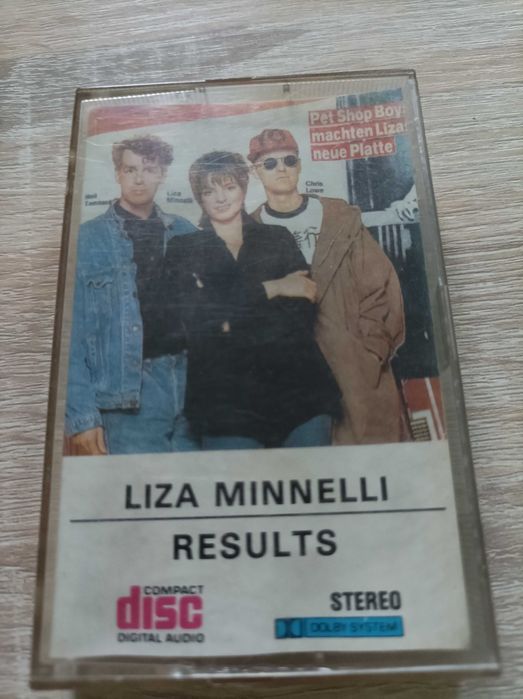 Pet Shop Boys
machten Lizas
neue Platte
Neil
Tennant
Liza
Minnelli
Chris
Lowe
LIZA MINNELLI
RESULTS
COMPACT
disc
DIGITAL AUDIO
STEREO
DOLBY SYSTEM